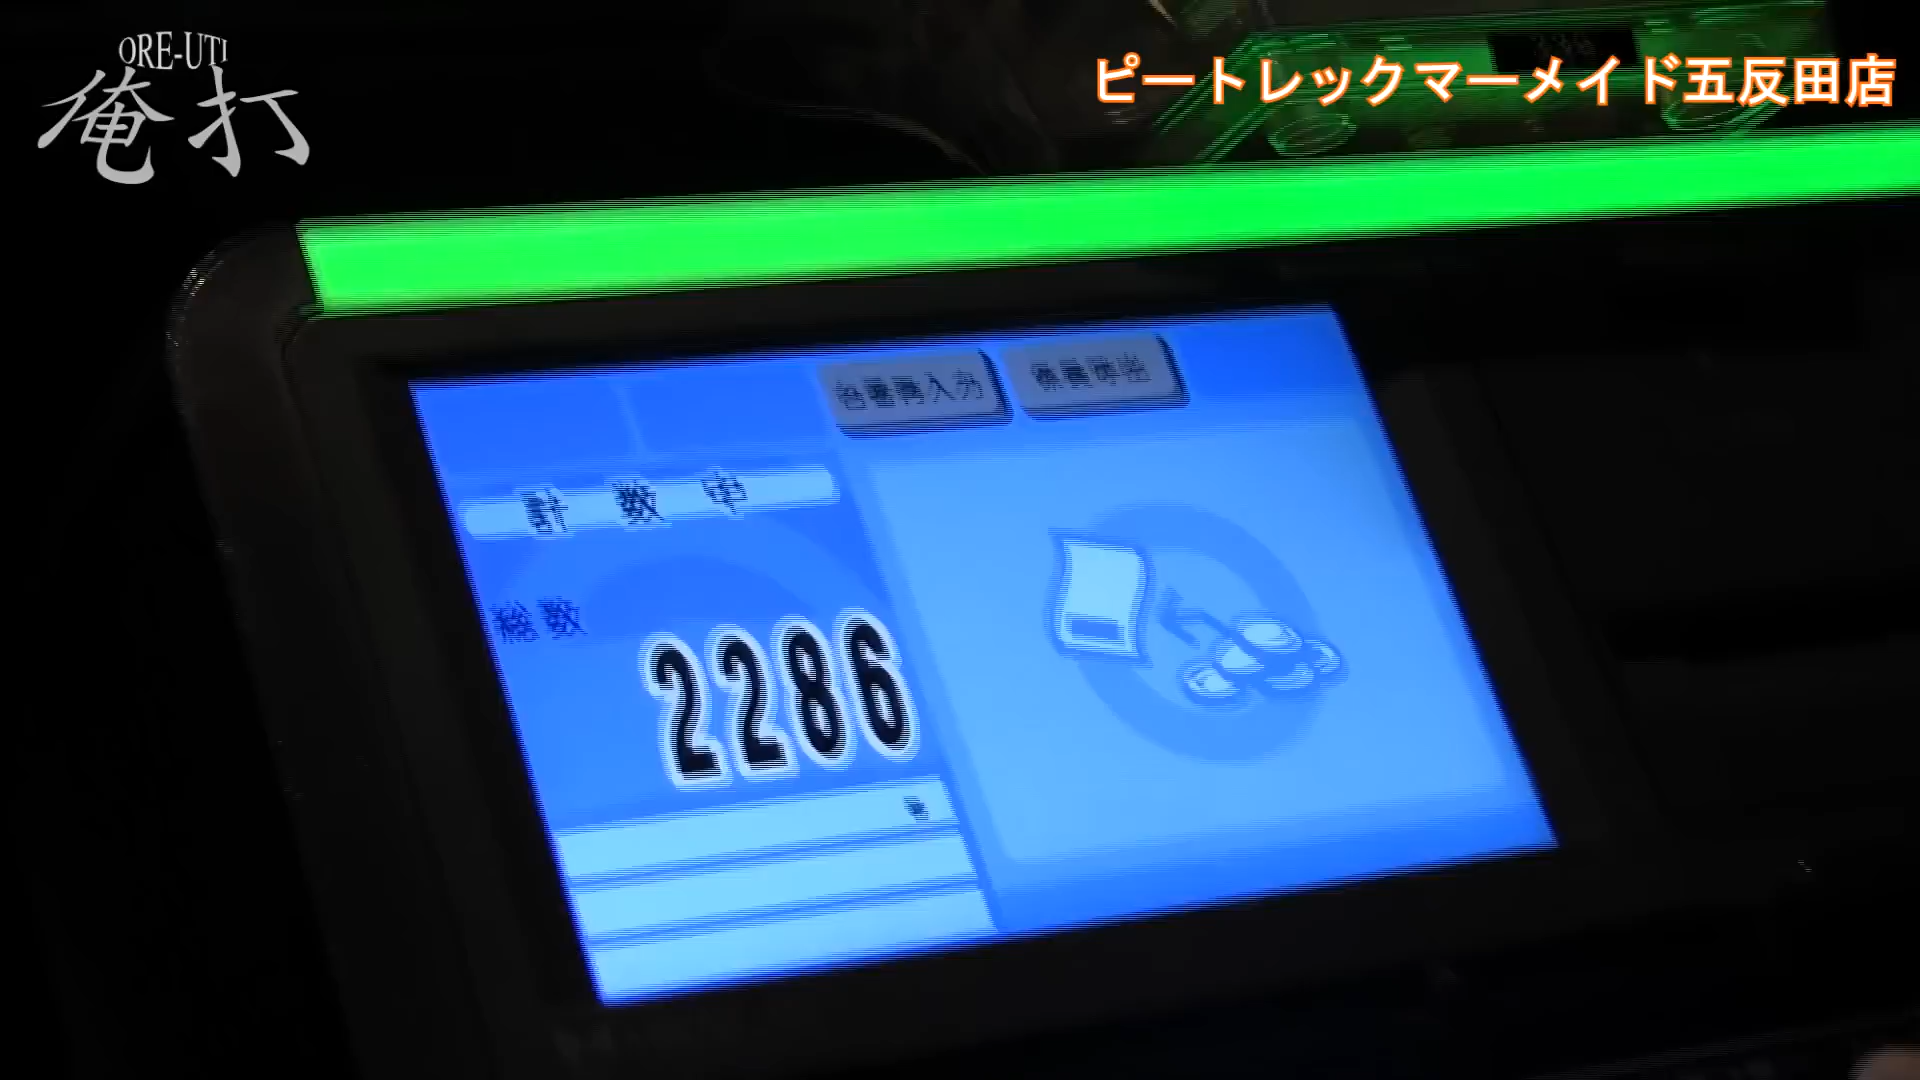 ORE-UTI
俺打
ピートレックマーメイド五反田店
台番再入力
係員呼出
計数中
総数
2286